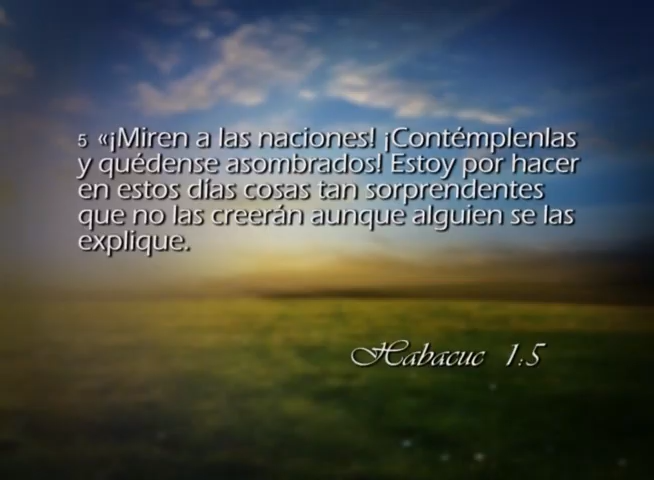 5 «¡Miren a las naciones! ¡Contémplenlas
y quédense asombrados! Estoy por hacer
en estos días cosas tan sorprendentes
que no las creerán aunque alguien se las
explique.
Habacuc 1:5